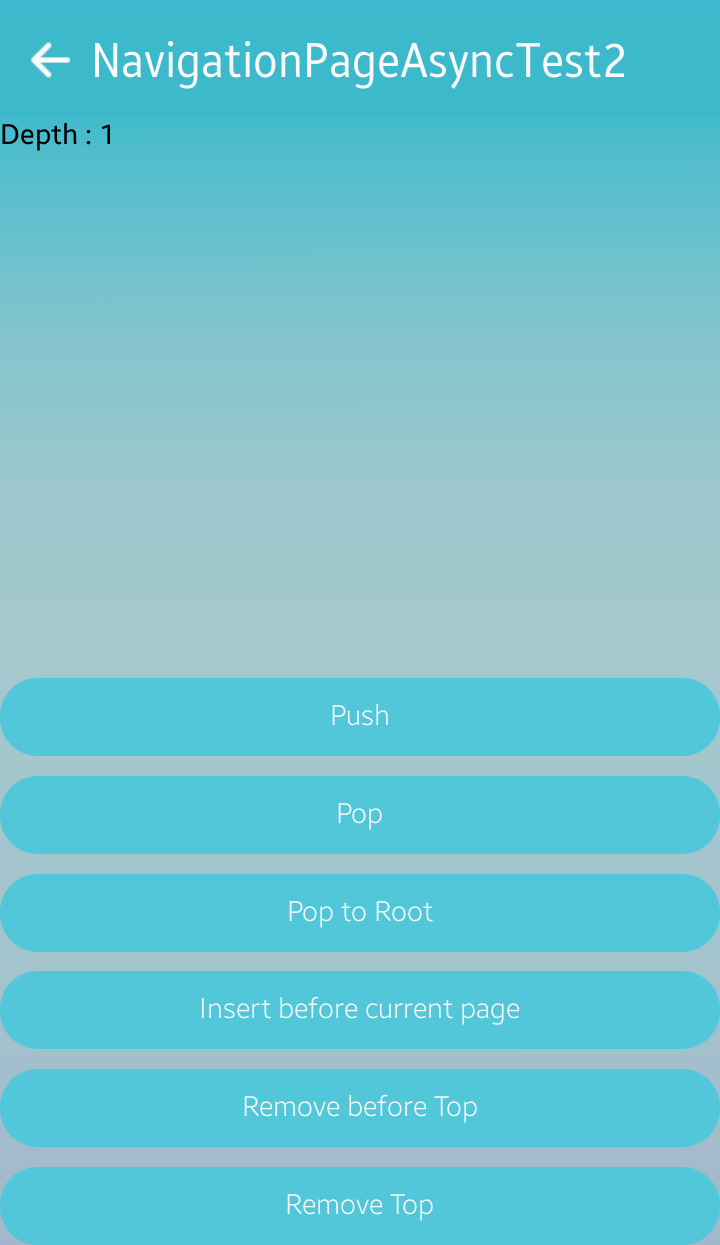 NavigationPageAsyncTest2
Depth : 1
Push
Pop
Pop to Root
Insert before current page
Remove before Top
Remove Top